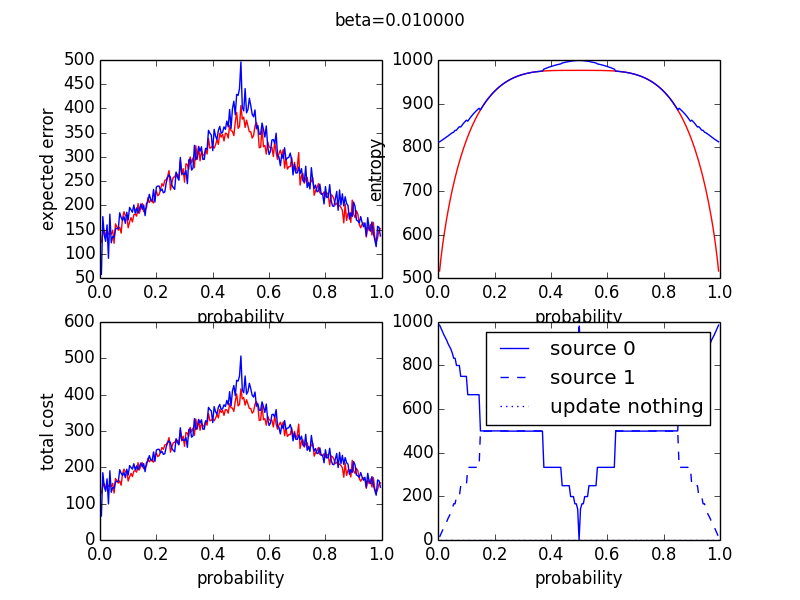 beta=0.010000
500
450
400
350
300
250
200
150
100
50
expected error
0.0 0.2 0.4 0.6 0.8 1.0
probability
1000
900
800
700
600
500
entropy
0.0 0.2 0.4 0.6 0.8 1.0
probability
600
500
400
300
200
100
0
total cost
0.0 0.2 0.4 0.6 0.8 1.0
probability
1000
800
600
400
200
0
source 0
source 1
update nothing
0.0 0.2 0.4 0.6 0.8 1.0
probability